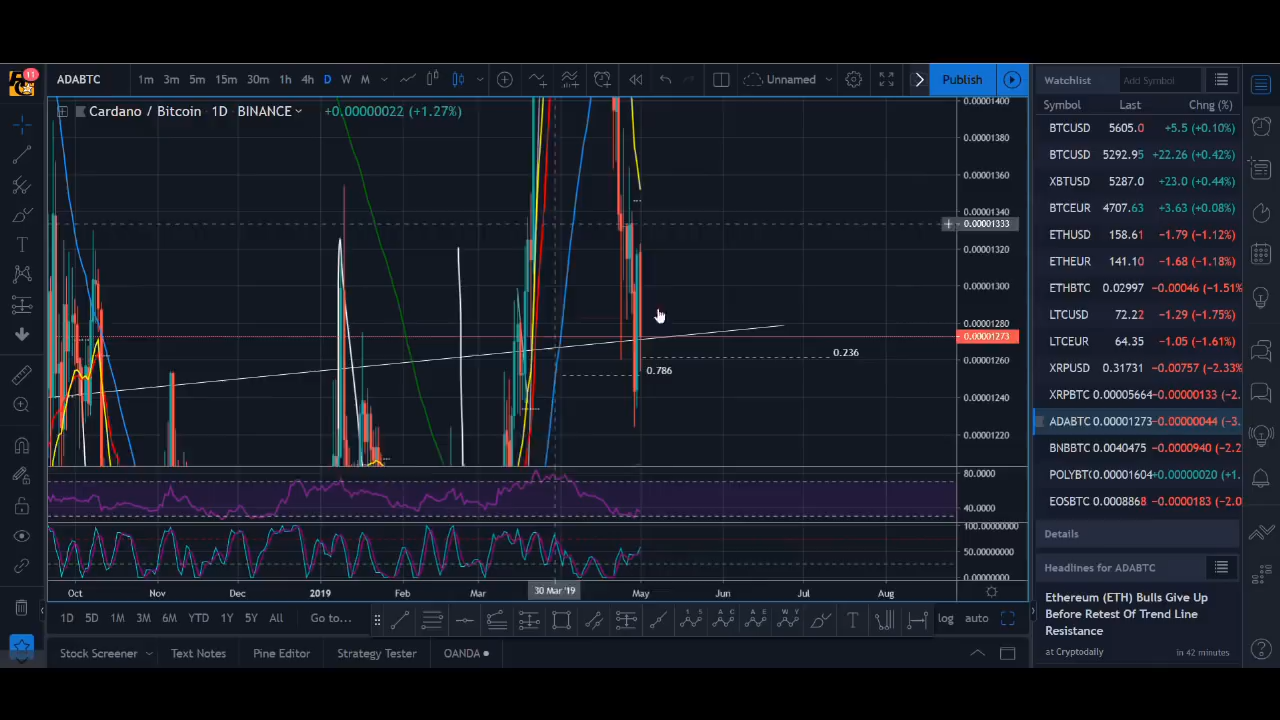 11
ADABTC
1m 3m 5m 15m 30m 1h 4h D W M
Unnamed
Publish
Cardano / Bitcoin 1D BINANCE
+0.00000022 (+1.27%)
0.00001400
0.00001380
0.00001360
0.00001340
0.00001333
0.00001320
0.00001300
0.00001280
0.00001273
0.00001260
0.00001240
0.00001220
0.236
0.786
80.0000
40.0000
100.00000000
50.00000000
0.00000000
Oct Nov Dec 2019 Feb Mar 30 Mar '19 May Jun Jul Aug
1D 5D 1M 3M 6M YTD 1Y 5Y All Go to...
log auto
Stock Screener Text Notes Pine Editor Strategy Tester OANDA
Watchlist Add Symbol
Symbol Last Chng (%)
BTCUSD 5605.0 +5.5 (+0.10%)
BTCUSD 5292.95 +22.26 (+0.42%)
XBTUSD 5287.0 +23.0 (+0.44%)
BTCEUR 4707.63 +3.63 (+0.08%)
ETHUSD 158.61 −1.79 (−1.12%)
ETHEUR 141.10 −1.68 (−1.18%)
ETHBTC 0.02997 −0.00046 (−1.51%
LTCUSD 72.22 −1.29 (−1.75%)
LTCEUR 64.35 −1.05 (−1.61%)
XRPUSD 0.31731 −0.00757 (−2.33%
XRPBTC 0.00005664 −0.00000133 (−2.
ADABTC 0.00001273 −0.00000044 (−3.
BNBBTC 0.0040475 −0.0000940 (−2.2
POLYBTC 0.00001604 +0.00000020 (+1.
EOSBTC 0.0008868 −0.0000183 (−2.0
Details
Headlines for ADABTC
Ethereum (ETH) Bulls Give Up
Before Retest Of Trend Line
Resistance
at Cryptodaily in 42 minutes